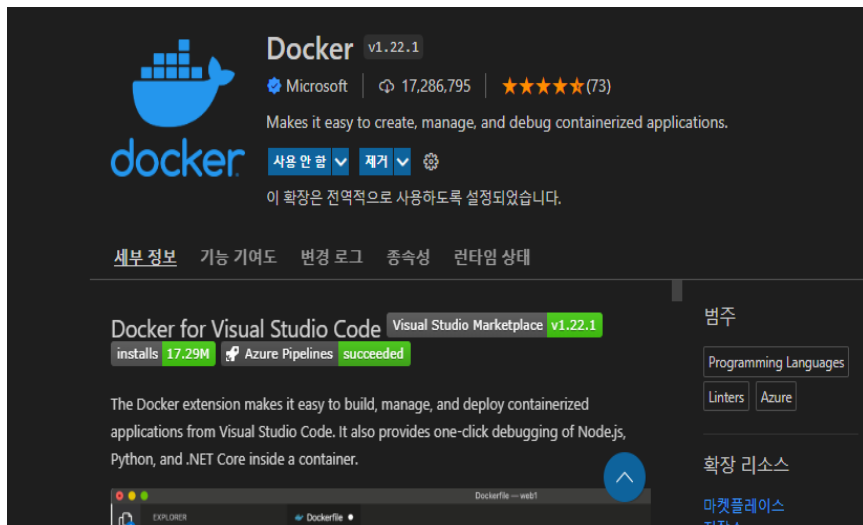 Docker v1.22.1
Microsoft 17,286,795 (73)
Makes it easy to create, manage, and debug containerized applications.
docker
사용 안 함 제거
이 확장은 전역적으로 사용하도록 설정되었습니다.
세부 정보 기능 기여도 변경 로그 종속성 런타임 상태
Docker for Visual Studio Code Visual Studio Marketplace v1.22.1
installs 17.29M Azure Pipelines succeeded
The Docker extension makes it easy to build, manage, and deploy containerized
applications from Visual Studio Code. It also provides one-click debugging of Node.js,
Python, and .NET Core inside a container.
Dockerfile — web1
EXPLORER Dockerfile
범주
Programming Languages
Linters Azure
확장 리소스
마켓플레이스